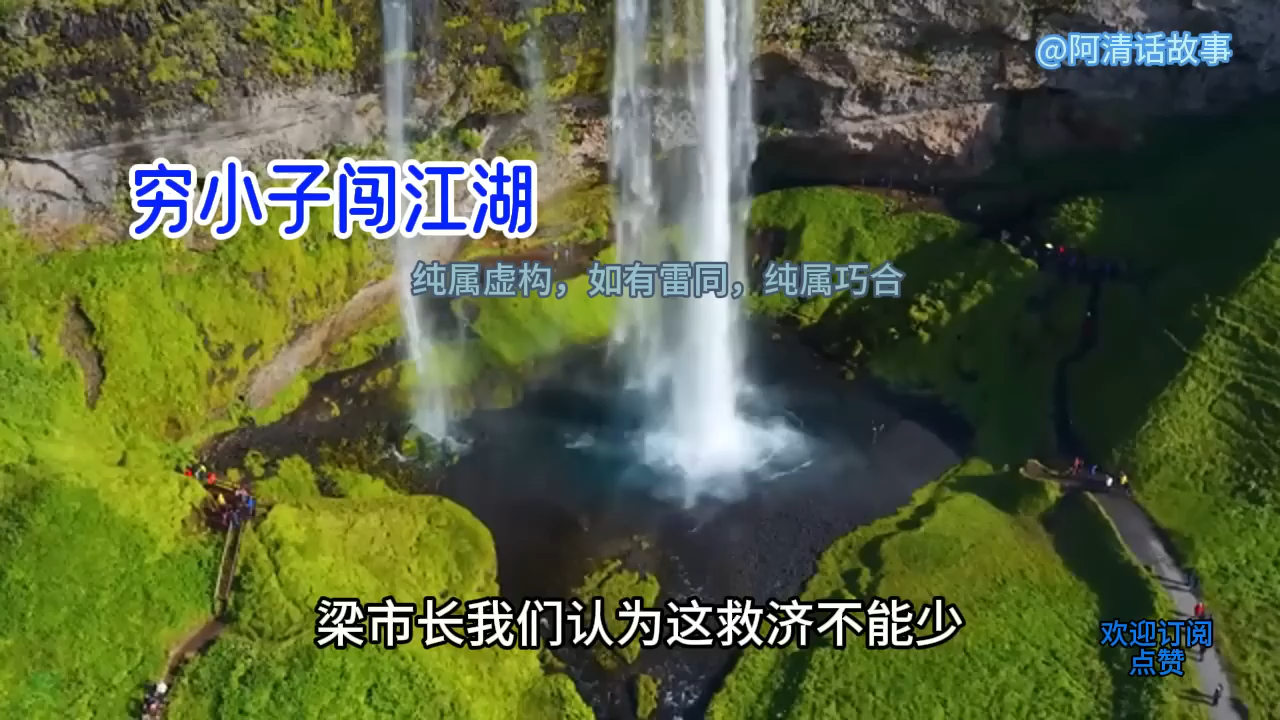 @阿清话故事
穷小子闯江湖
纯属虚构，如有雷同，纯属巧合
梁市长我们认为这救济不能少
欢迎订阅
点赞